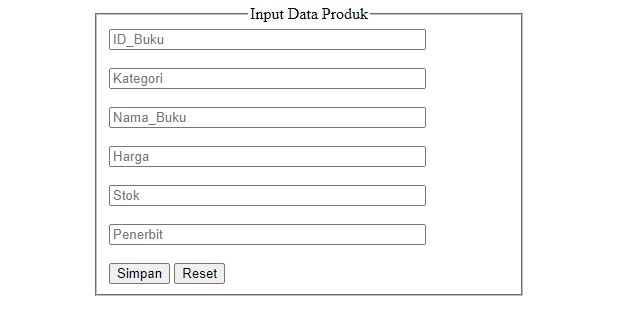 Input Data Produk
ID_Buku
Kategori
Nama_Buku
Harga
Stok
Penerbit
Simpan Reset